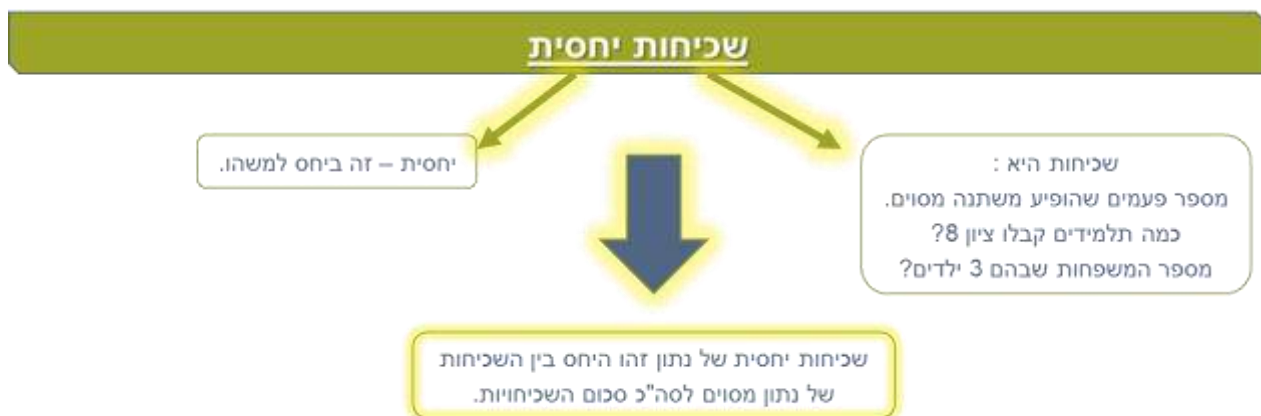 שכיחות יחסית
שכיחות היא :
מספר פעמים שהופיע משתנה מסוים.
כמה תלמידים קבלו ציון 8?
מספר המשפחות שבהם 3 ילדים?
יחסית – זה ביחס למשהו.
שכיחות יחסית של נתון זהו היחס בין השכיחות
של נתון מסוים לסה"כ סכום השכיחויות.